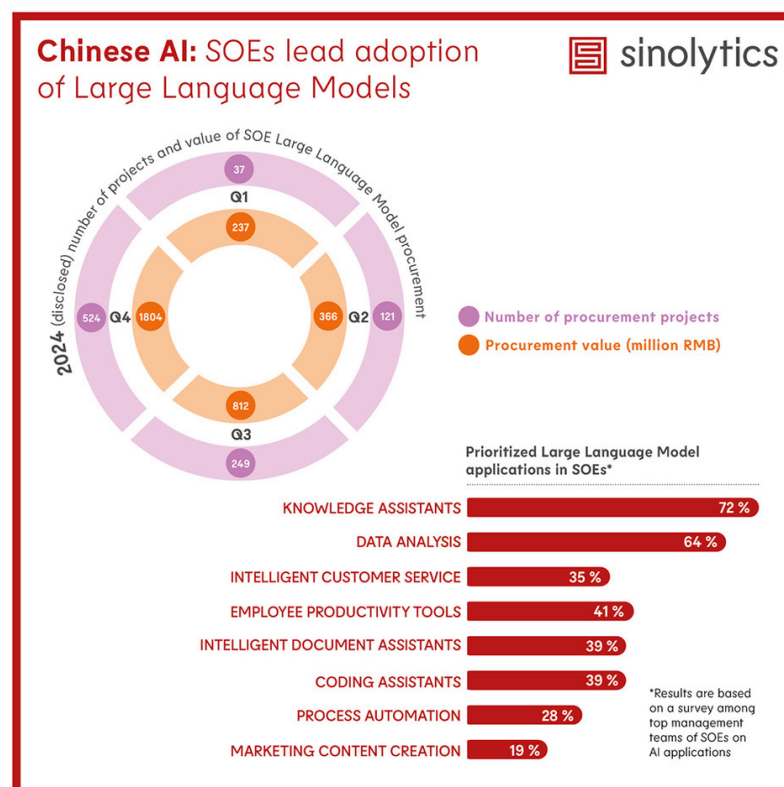 Chinese AI: SOEs lead adoption
of Large Language Models
sinolytics
2024 (disclosed) number of projects and value of SOE Large Language Model procurement
37
Q1
237
524
Q4
1804
366
Q2
121
812
Q3
249
Number of procurement projects
Procurement value (million RMB)
Prioritized Large Language Model
applications in SOEs*
KNOWLEDGE ASSISTANTS 72 %
DATA ANALYSIS 64 %
INTELLIGENT CUSTOMER SERVICE 35 %
EMPLOYEE PRODUCTIVITY TOOLS 41 %
INTELLIGENT DOCUMENT ASSISTANTS 39 %
CODING ASSISTANTS 39 %
PROCESS AUTOMATION 28 %
MARKETING CONTENT CREATION 19 %
*Results are based
on a survey among
top management
teams of SOEs on
AI applications